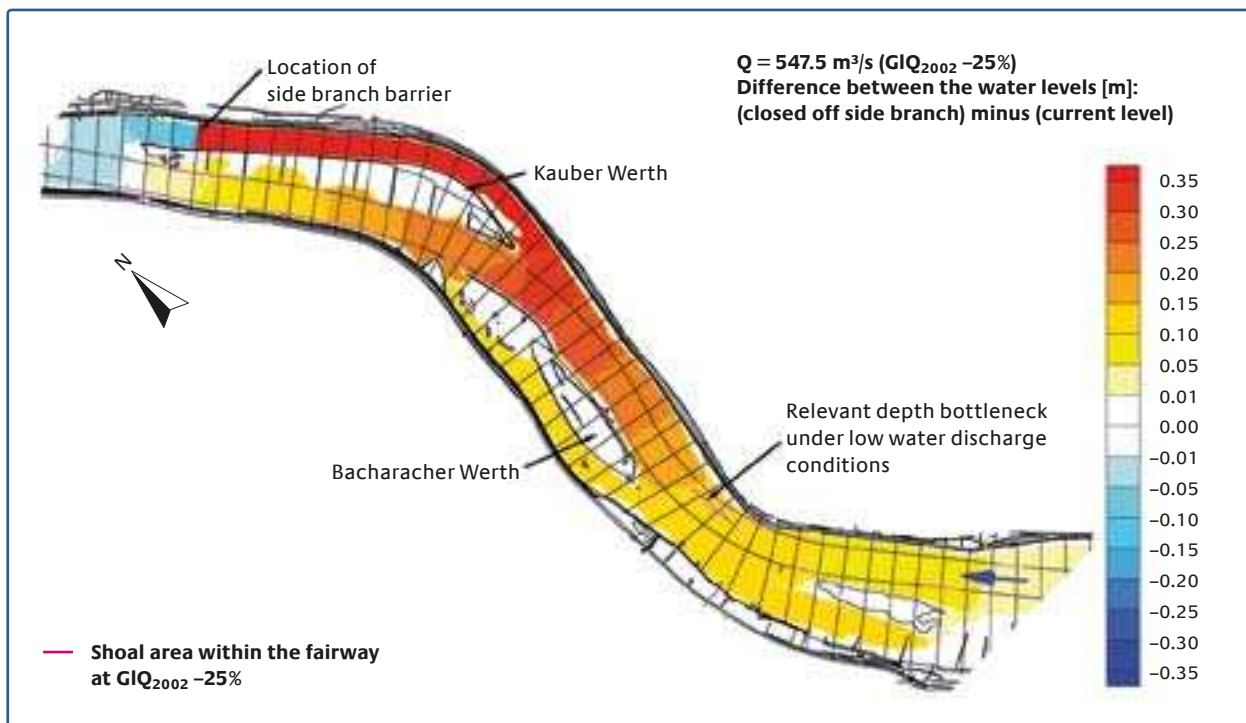 Q = 547.5 m³/s (GlQ₂₀₀₂ –25%)
Difference between the water levels [m]:
(closed off side branch) minus (current level)
Location of
side branch barrier
Kauber Werth
N
Relevant depth bottleneck
under low water discharge
conditions
Bacharacher Werth
0.35
0.30
0.25
0.20
0.15
0.10
0.05
0.01
0.00
–0.01
–0.05
–0.10
–0.15
–0.20
–0.25
–0.30
–0.35
Shoal area within the fairway
at GlQ₂₀₀₂ –25%